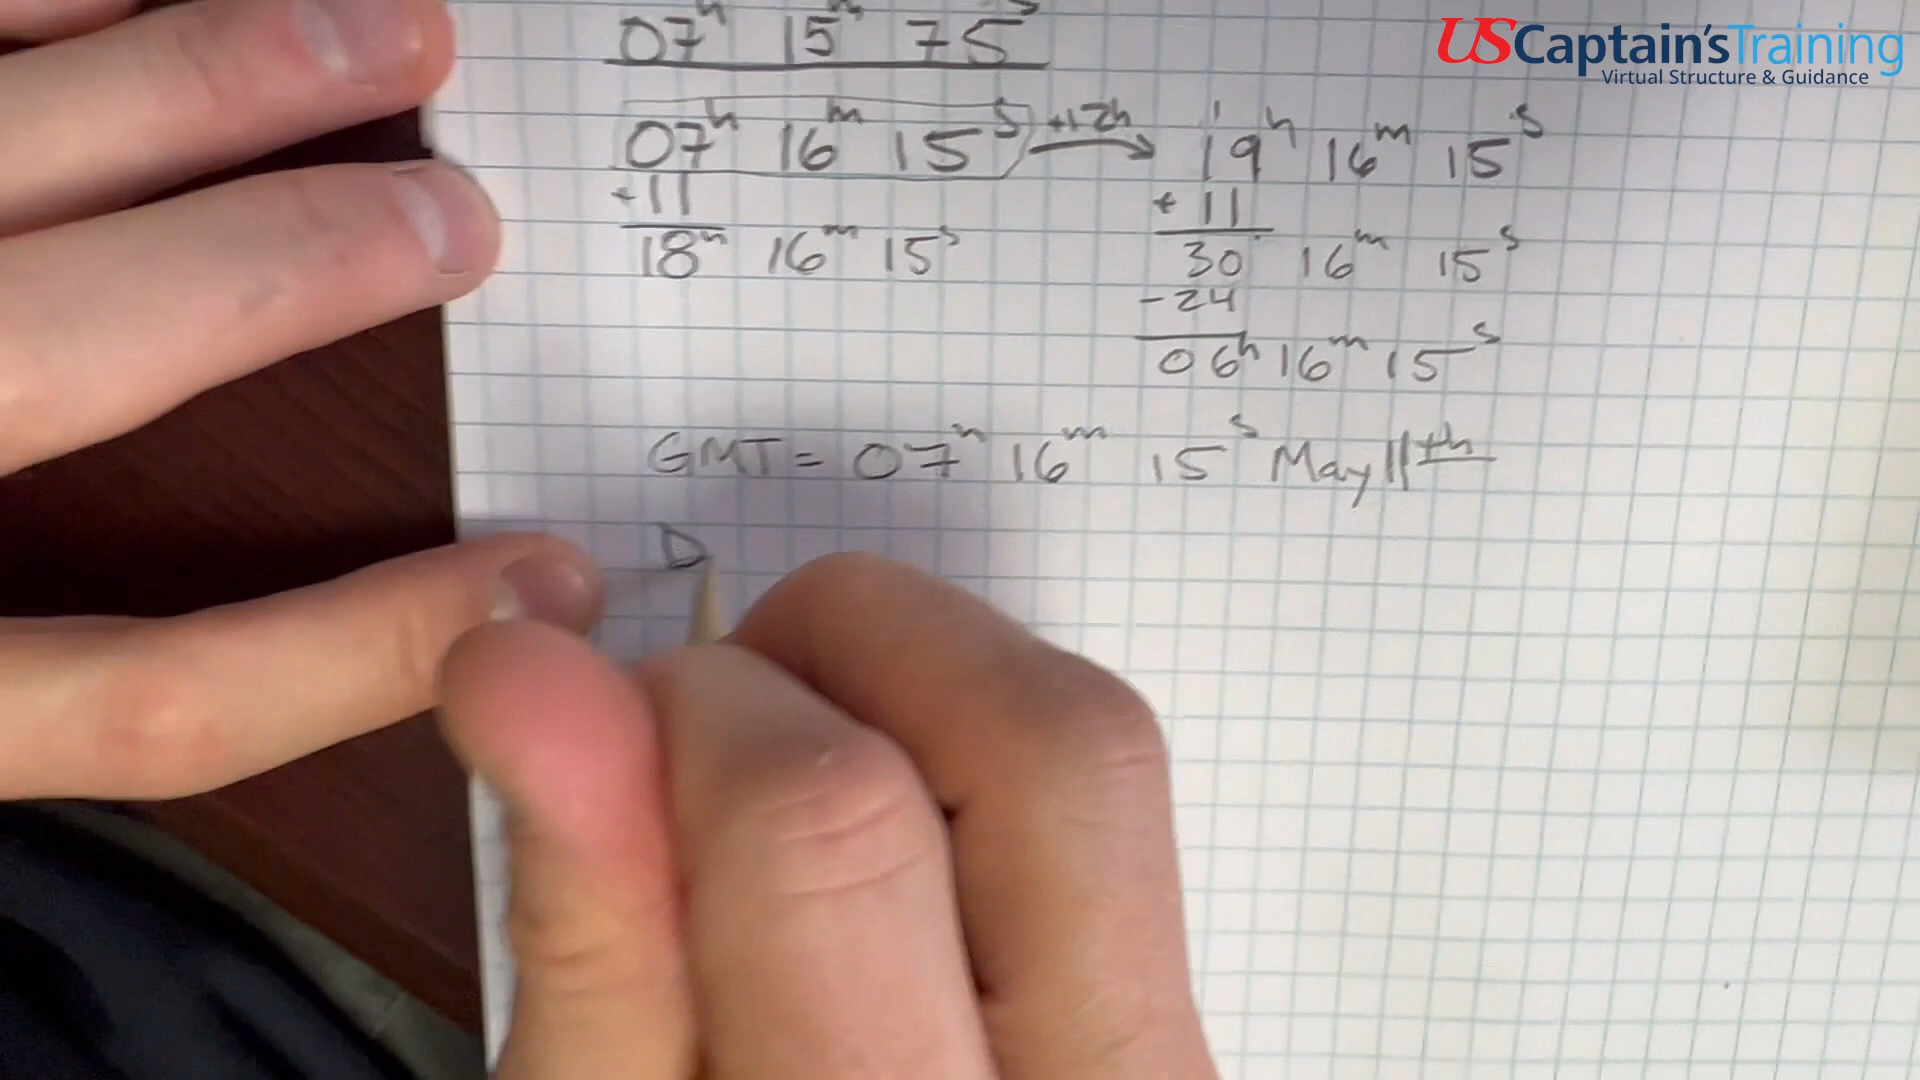 USCaptain'sTraining
Virtual Structure & Guidance
07h 15m 75s
07h 16m 15s +12h → 19h 16m 15s
+11 + 11
18h 16m 15s 30 16m 15s
-24
06h 16m 15s
GMT = 07h 16m 15s May 11th
D